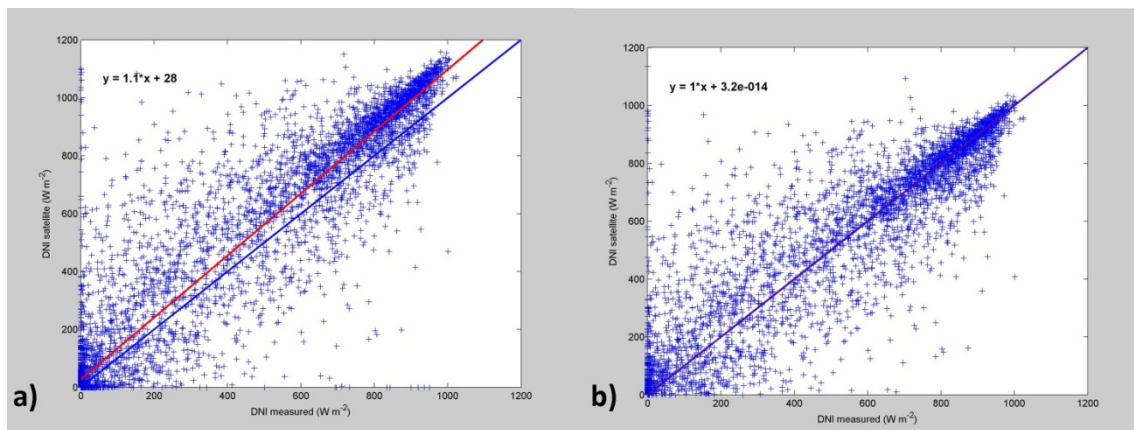 1200
1000
800
600
400
200
0
DNI satellite (W m-2)
y = 1.1*x + 28
0 200 400 600 800 1000 1200
DNI measured (W m-2)
a)
1200
1000
800
600
400
200
0
DNI satellite (W m-2)
y = 1*x + 3.2e-014
0 200 400 600 800 1000 1200
DNI measured (W m-2)
b)